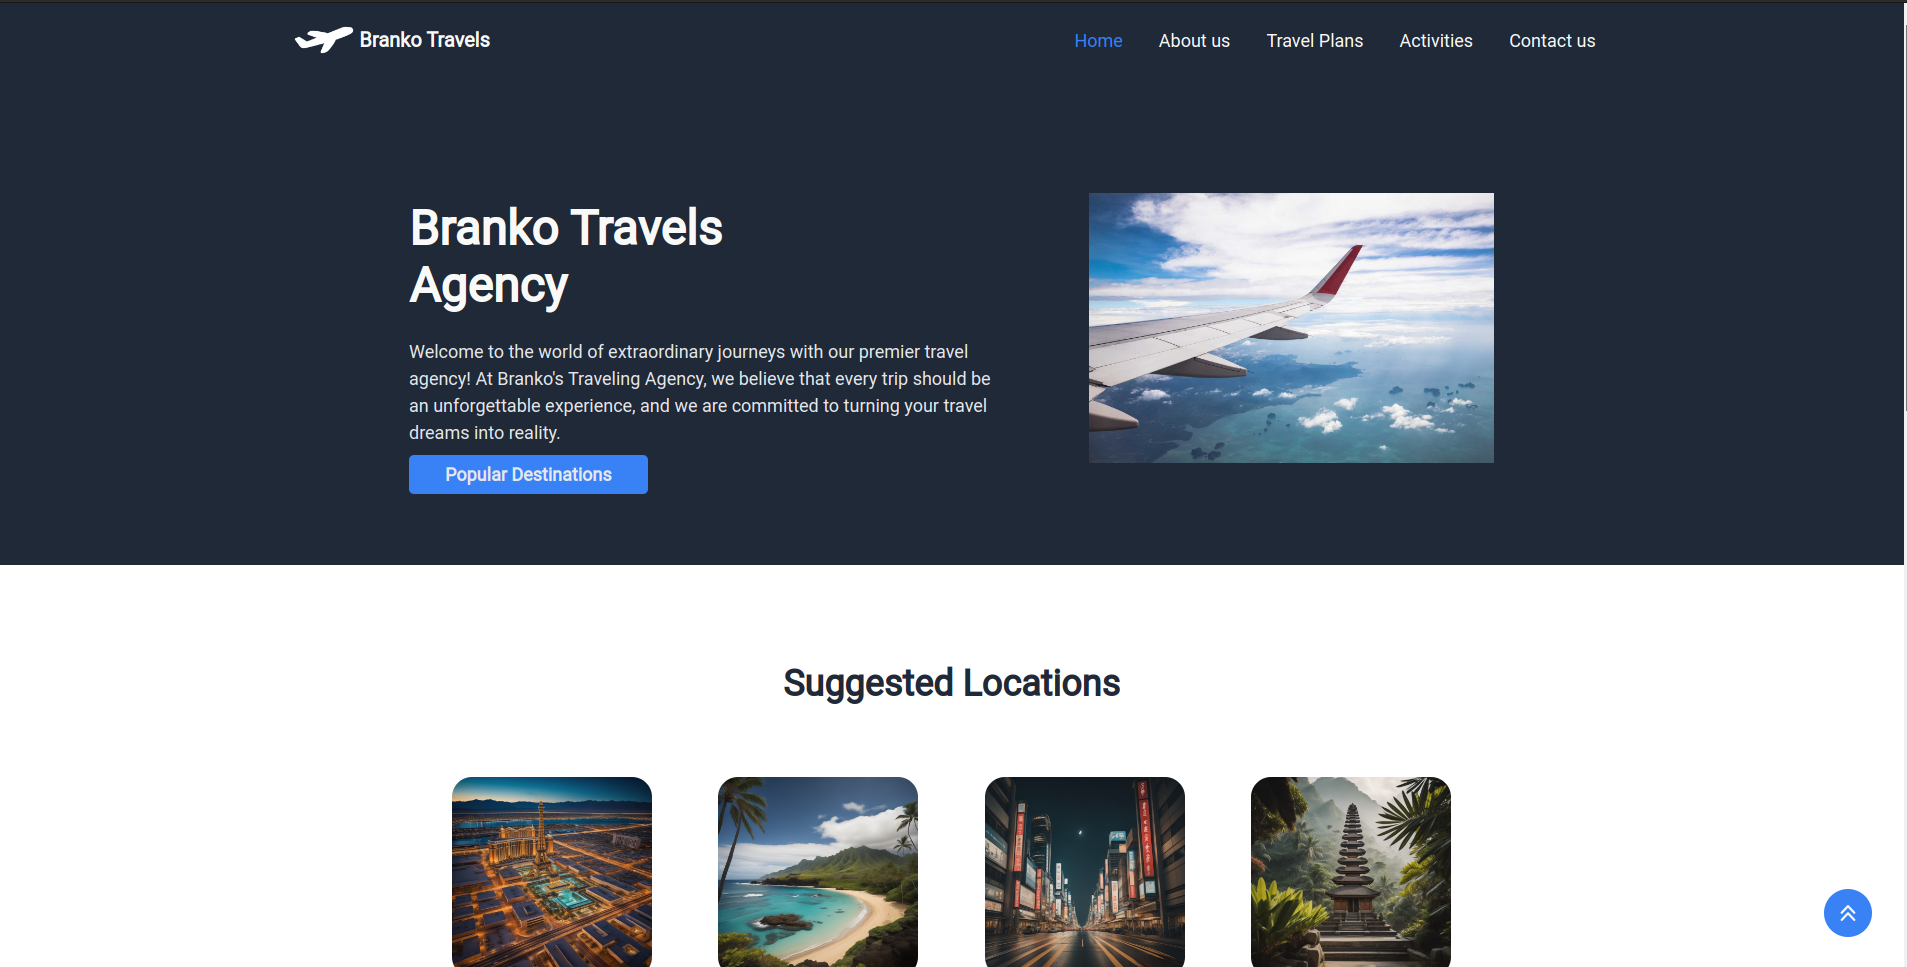 Branko Travels
Home
About us
Travel Plans
Activities
Contact us
Branko Travels
Agency
Welcome to the world of extraordinary journeys with our premier travel
agency! At Branko's Traveling Agency, we believe that every trip should be
an unforgettable experience, and we are committed to turning your travel
dreams into reality.
Popular Destinations
Suggested Locations